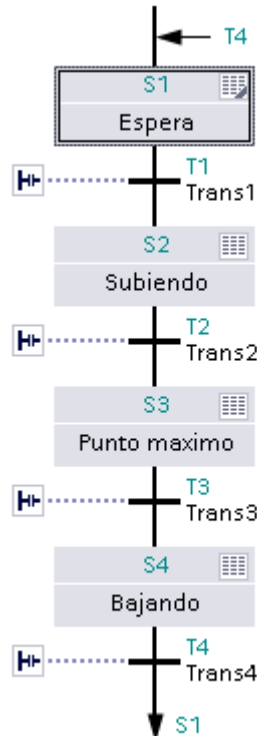 T4
S1
Espera
T1
Trans1
S2
Subiendo
T2
Trans2
S3
Punto maximo
T3
Trans3
S4
Bajando
T4
Trans4
S1